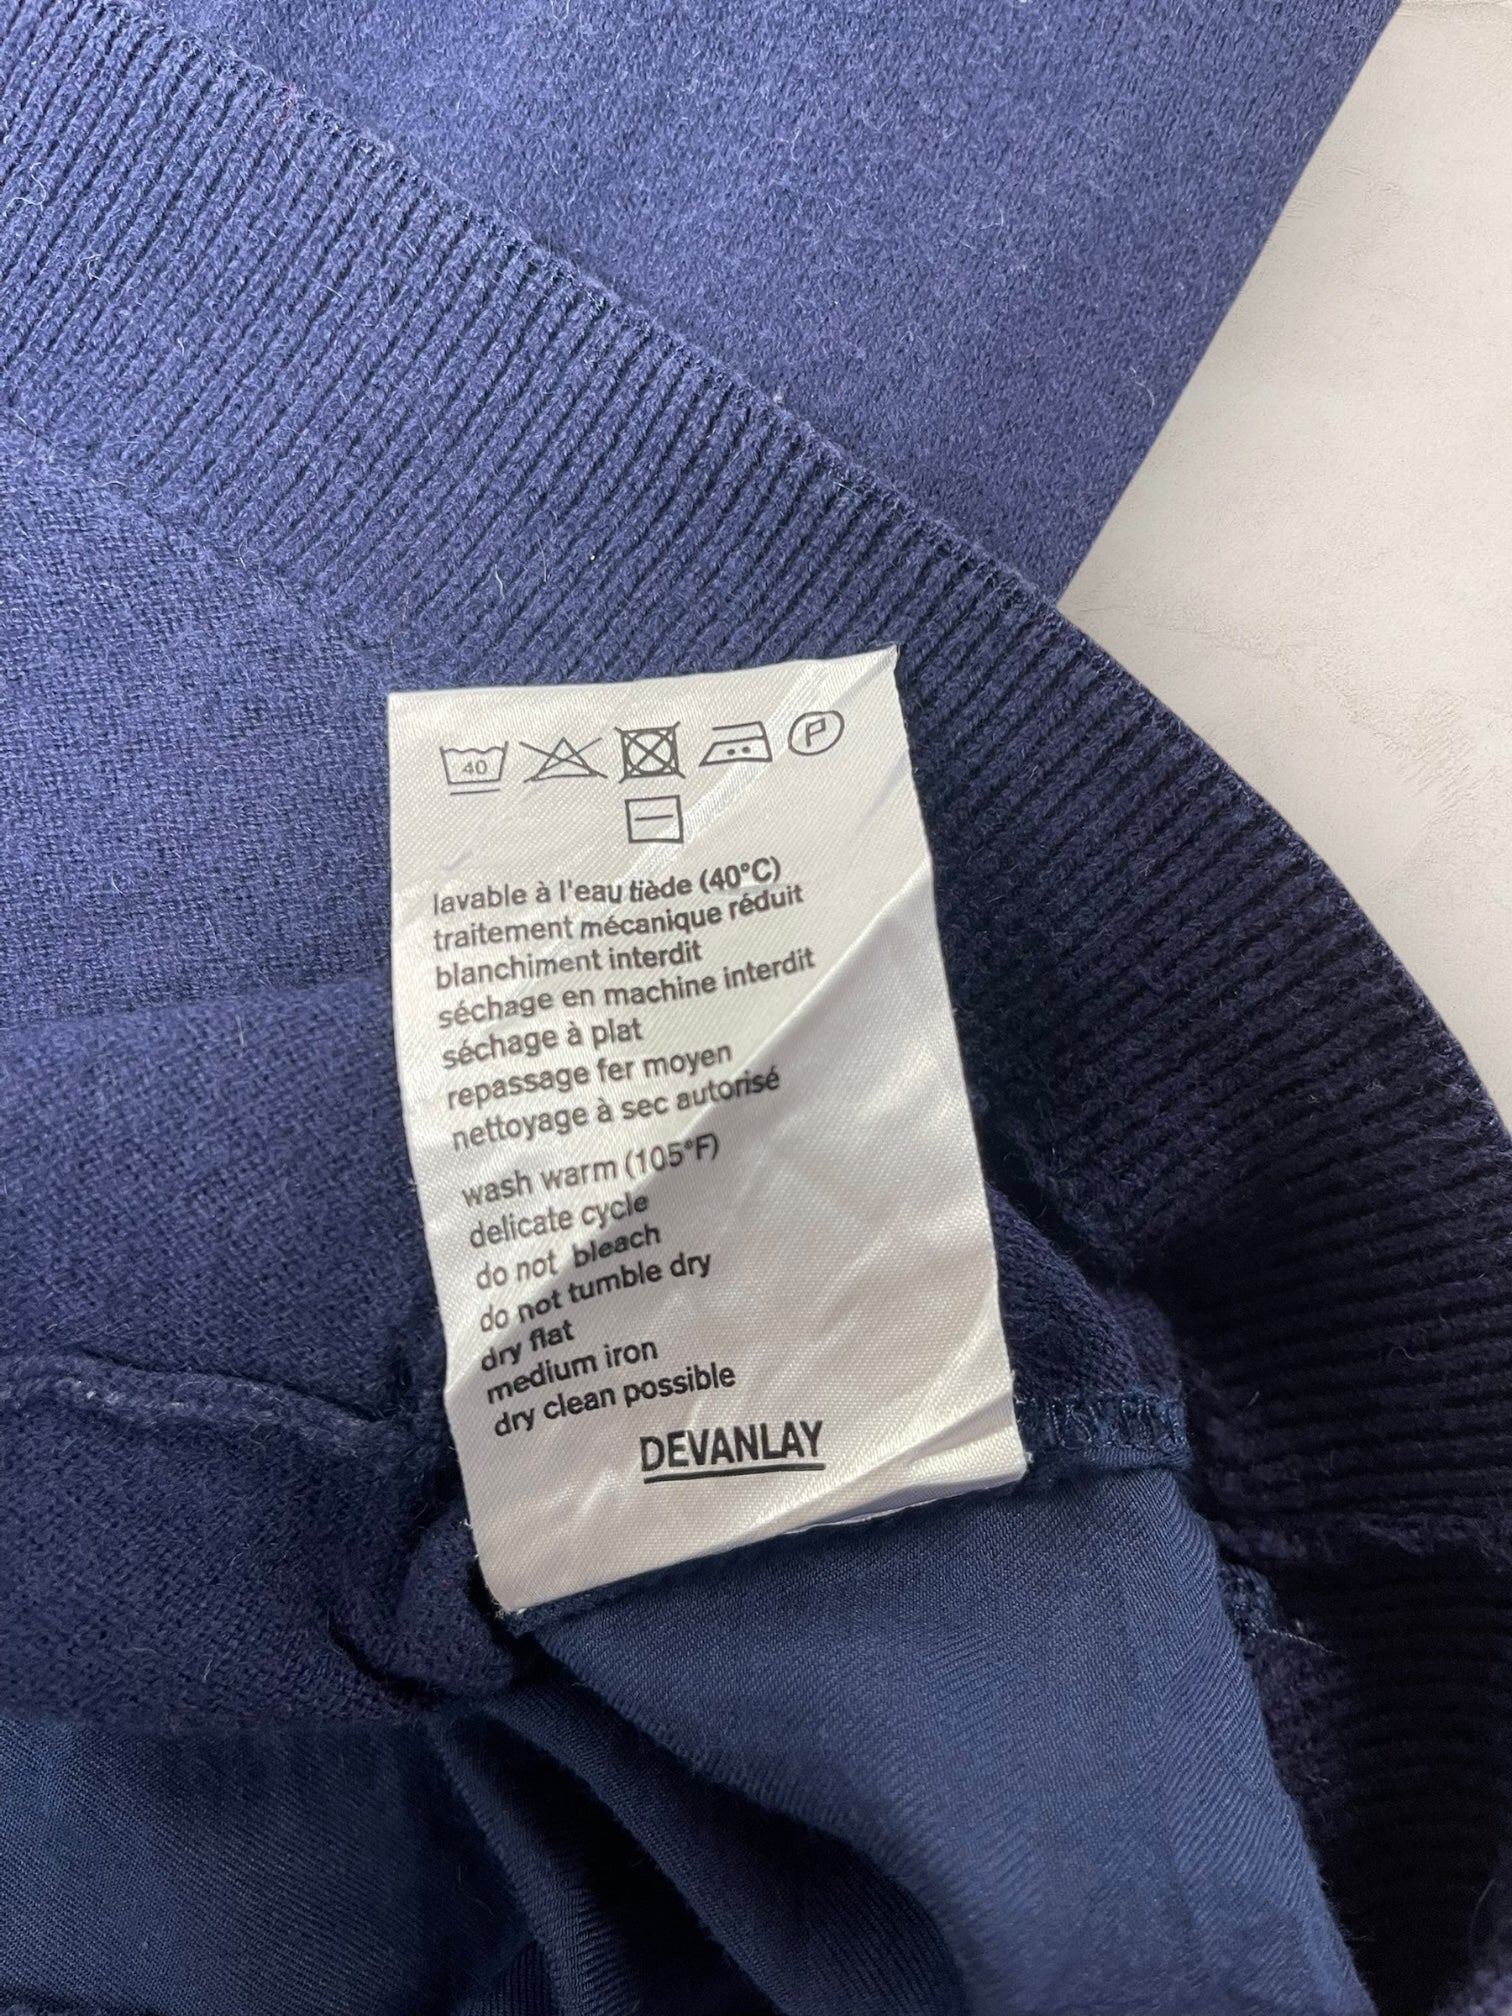 40 P
lavable à l'eau tiède (40°C)
traitement mécanique réduit
blanchiment interdit
séchage en machine interdit
séchage à plat
repassage fer moyen
nettoyage à sec autorisé
wash warm (105°F)
delicate cycle
do not bleach
do not tumble dry
dry flat
medium iron
dry clean possible
DEVANLAY